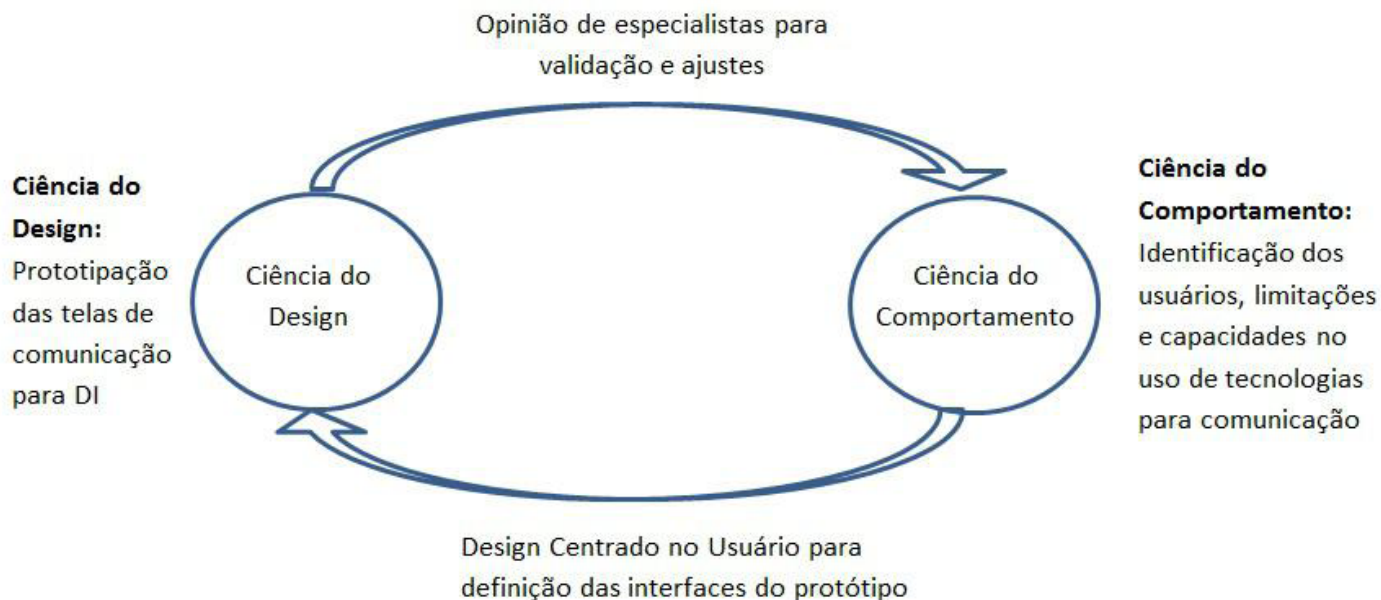 Opinião de especialistas para
validação e ajustes
Ciência do
Design:
Prototipação
das telas de
comunicação
para DI
Ciência do
Design
Ciência do
Comportamento
Ciência do
Comportamento:
Identificação dos
usuários, limitações
e capacidades no
uso de tecnologias
para comunicação
Design Centrado no Usuário para
definição das interfaces do protótipo